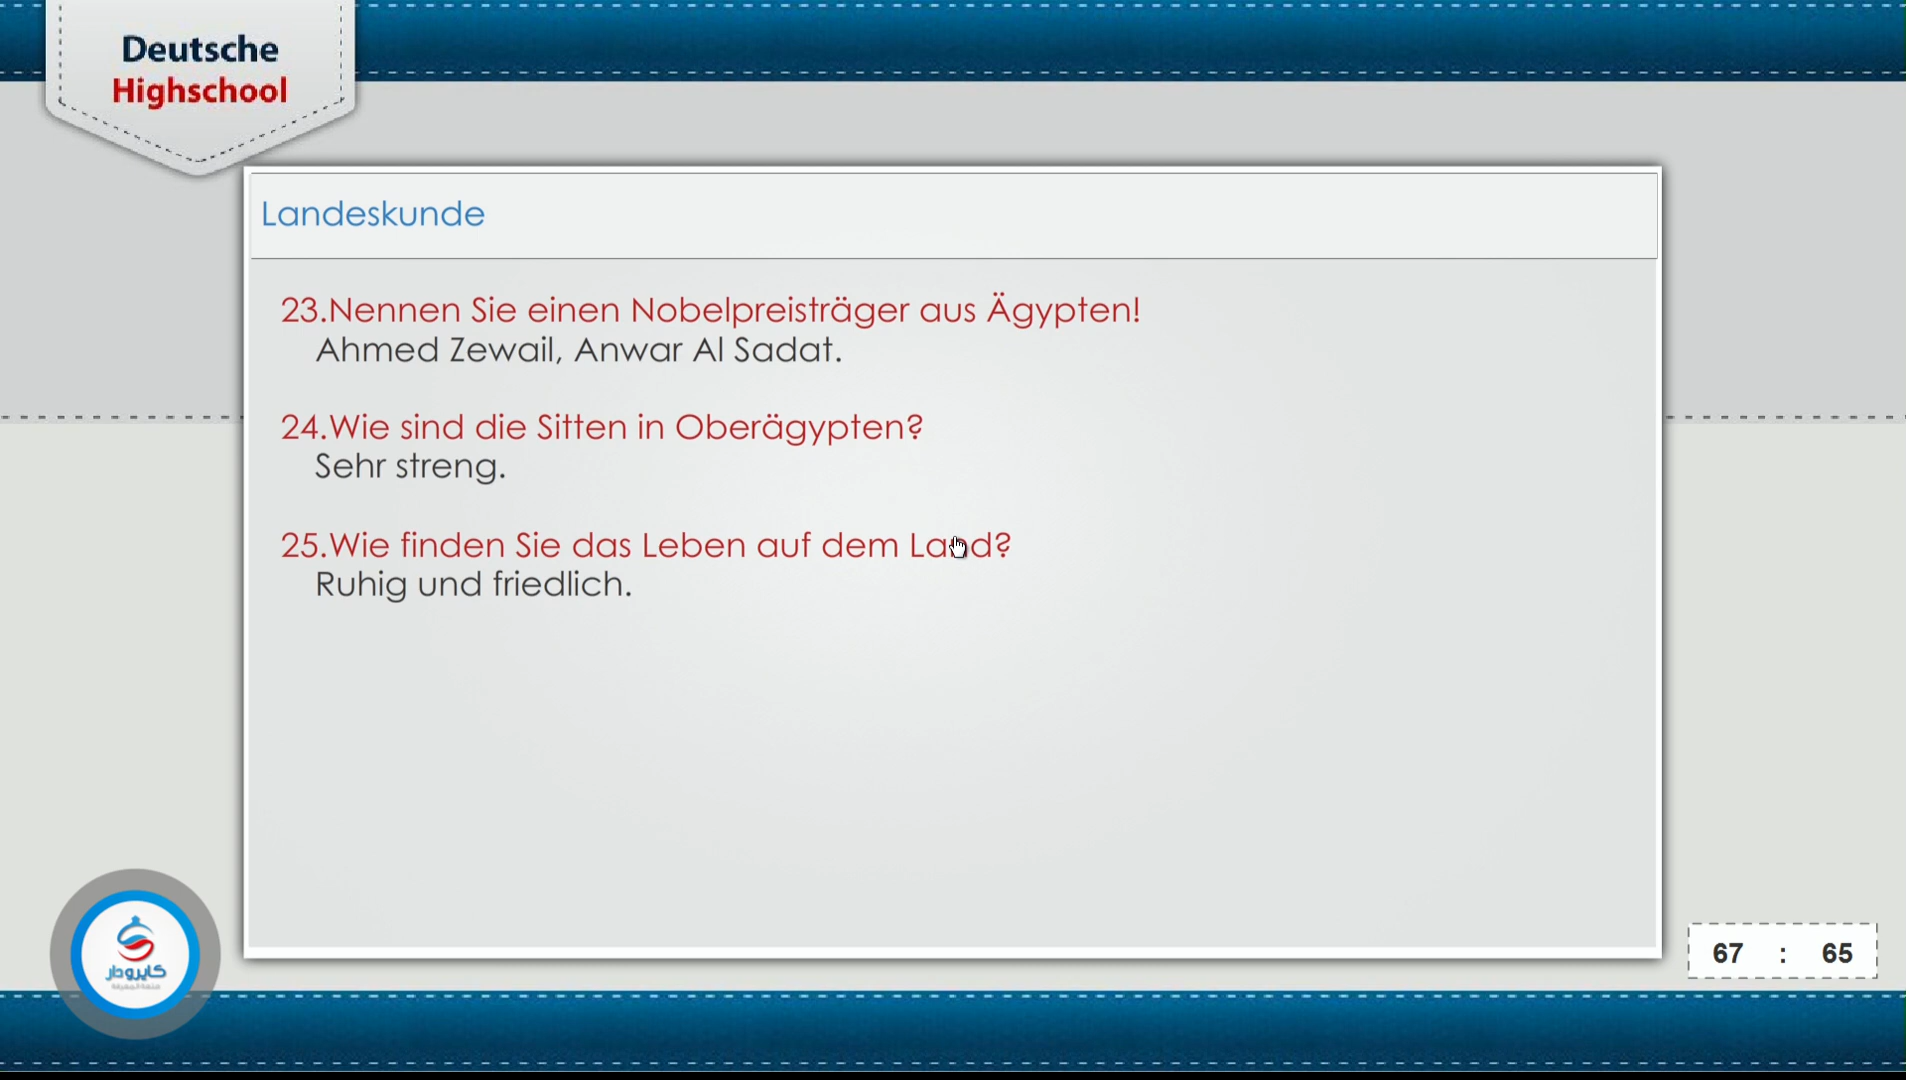 Deutsche
Highschool
Landeskunde
23.Nennen Sie einen Nobelpreisträger aus Ägypten!
Ahmed Zewail, Anwar Al Sadat.
24.Wie sind die Sitten in Oberägypten?
Sehr streng.
25.Wie finden Sie das Leben auf dem Land?
Ruhig und friedlich.
كايرودار
67 : 65